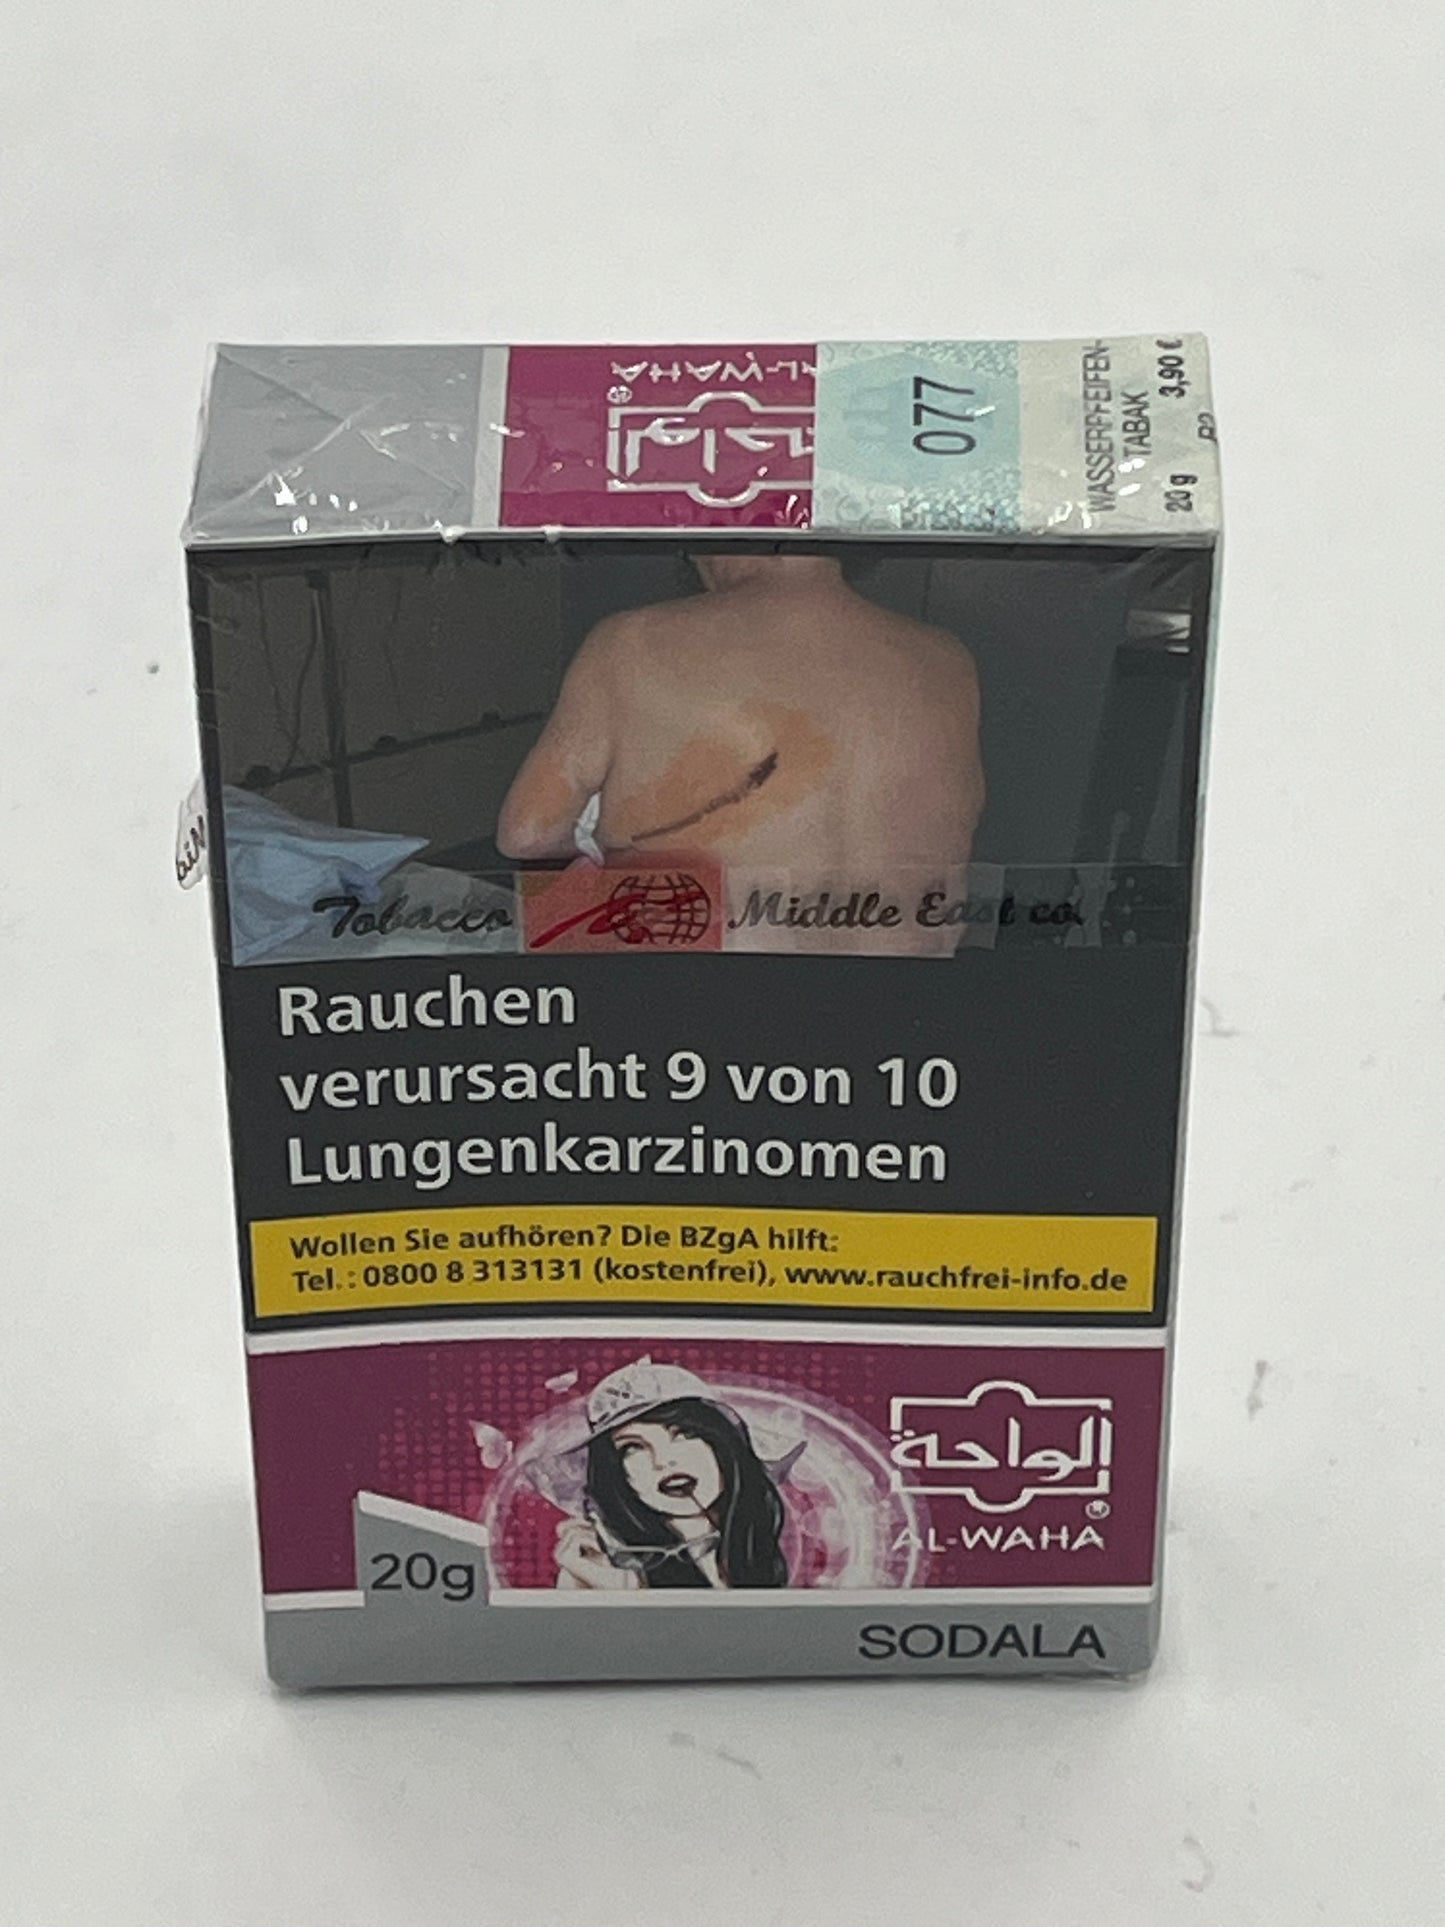 AL-WAHA
®
الواحة
077
WASSERPFEIFEN-
TABAK
20 g 3,90 €
Tobacco Middle East co.
Rauchen
verursacht 9 von 10
Lungenkarzinomen
Wollen Sie aufhören? Die BZgA hilft:
Tel.: 0800 8 313131 (kostenfrei), www.rauchfrei-info.de
الواحة
®
AL-WAHA
20g
SODALA